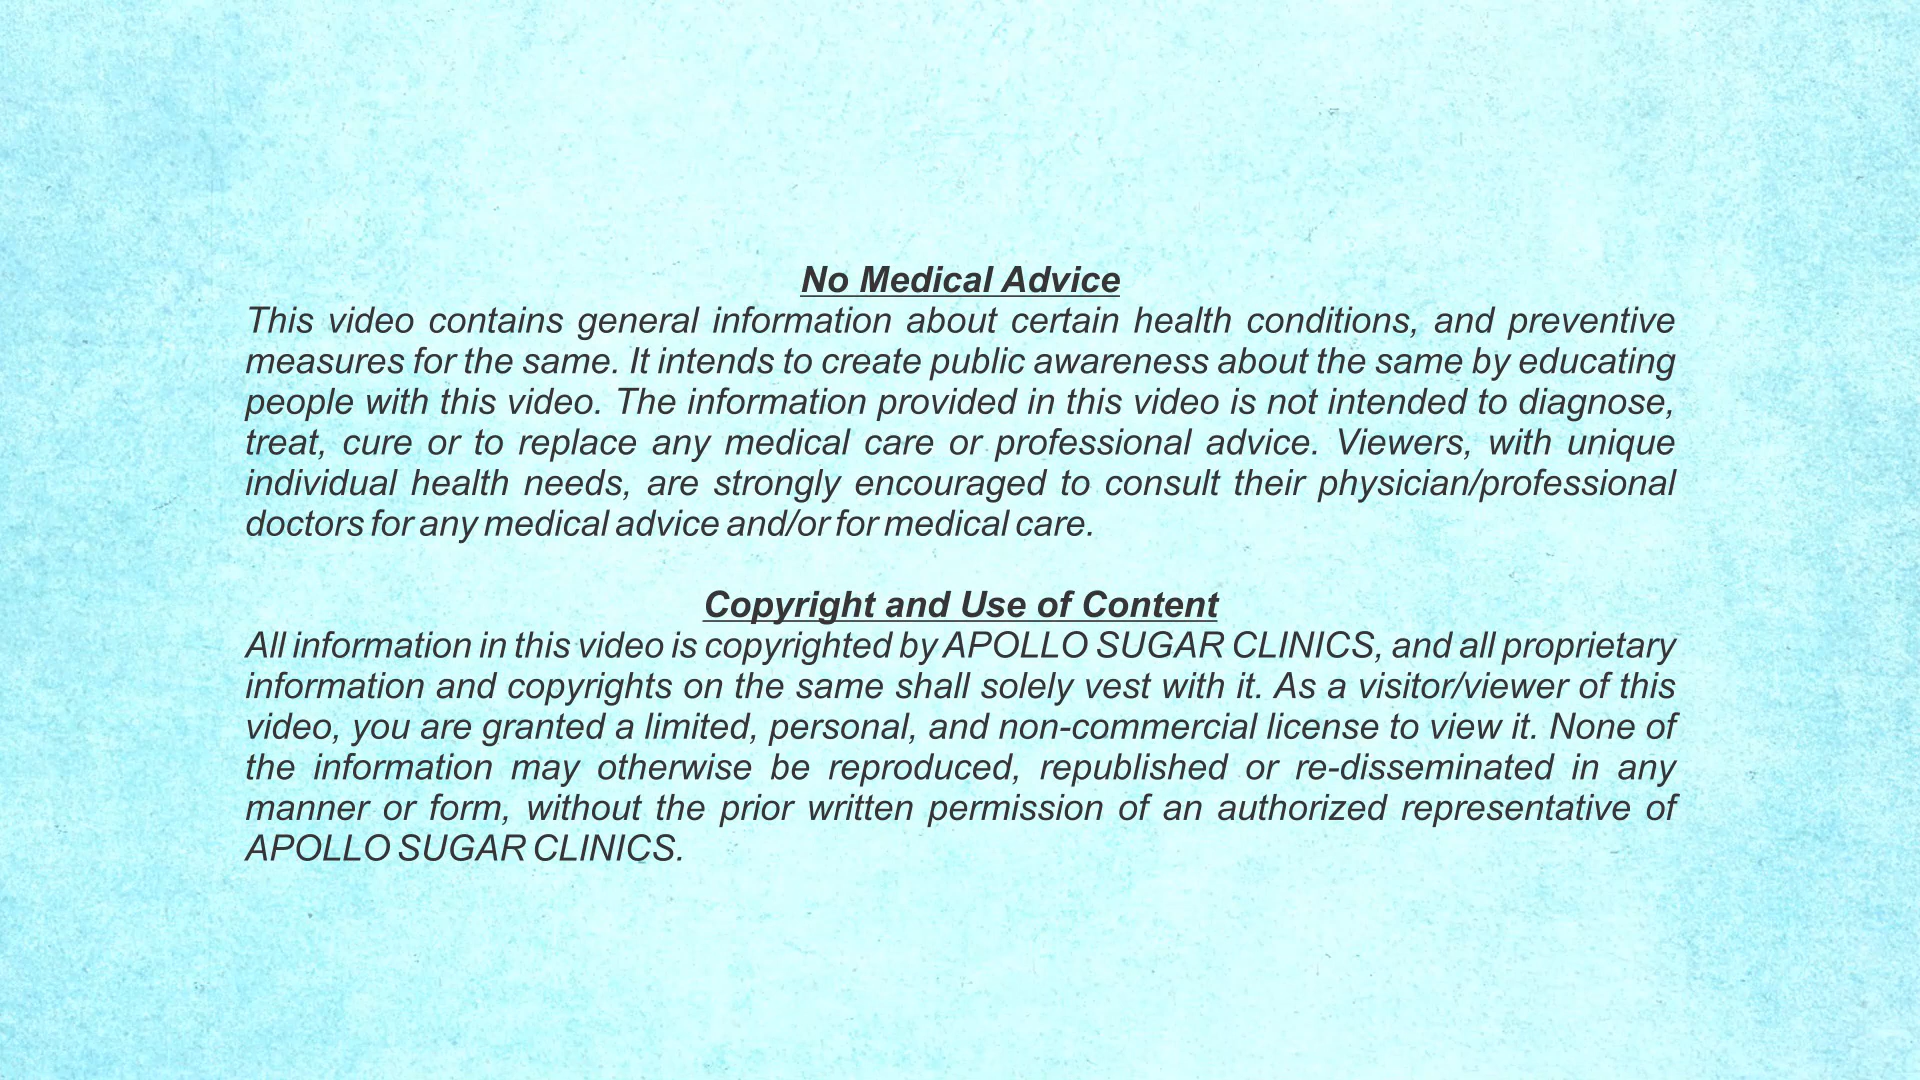 No Medical Advice
This video contains general information about certain health conditions, and preventive
measures for the same. It intends to create public awareness about the same by educating
people with this video. The information provided in this video is not intended to diagnose,
treat, cure or to replace any medical care or professional advice. Viewers, with unique
individual health needs, are strongly encouraged to consult their physician/professional
doctors for any medical advice and/or for medical care.
Copyright and Use of Content
All information in this video is copyrighted by APOLLO SUGAR CLINICS, and all proprietary
information and copyrights on the same shall solely vest with it. As a visitor/viewer of this
video, you are granted a limited, personal, and non-commercial license to view it. None of
the information may otherwise be reproduced, republished or re-disseminated in any
manner or form, without the prior written permission of an authorized representative of
APOLLO SUGAR CLINICS.